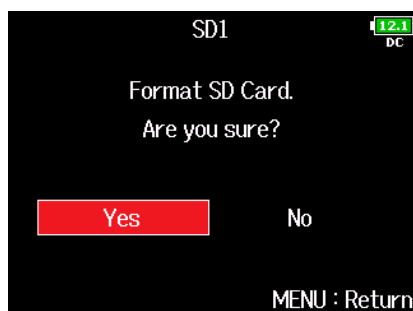 SD1
12.1
DC
Format SD Card.
Are you sure?
Yes No
MENU : Return